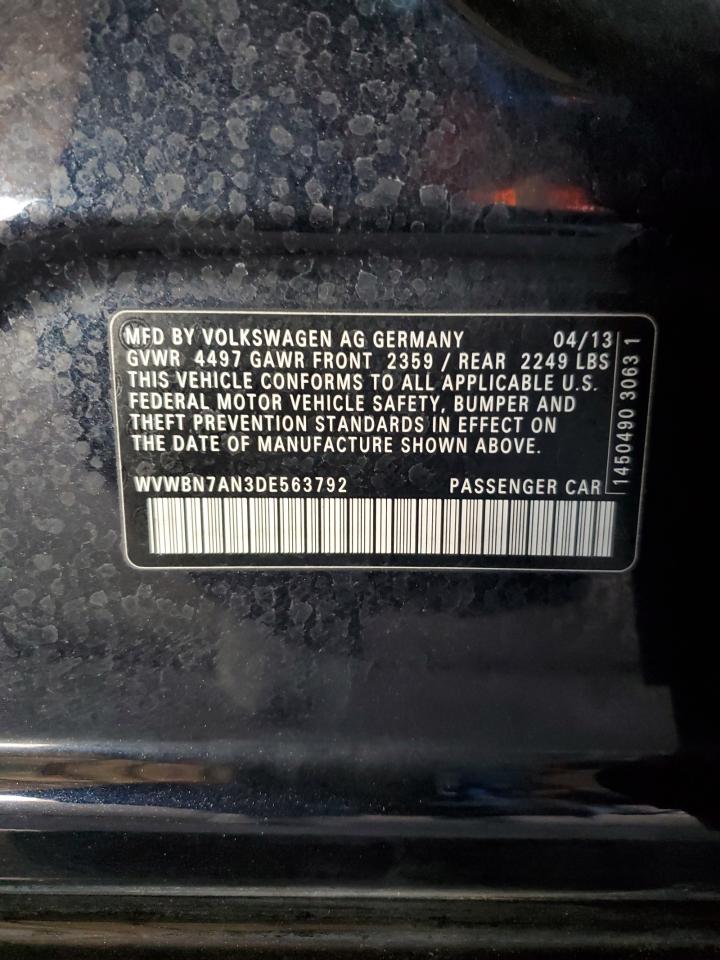 MFD BY VOLKSWAGEN AG GERMANY 04/13
GVWR 4497 GAWR FRONT 2359 / REAR 2249 LBS
THIS VEHICLE CONFORMS TO ALL APPLICABLE U.S.
FEDERAL MOTOR VEHICLE SAFETY, BUMPER AND
THEFT PREVENTION STANDARDS IN EFFECT ON
THE DATE OF MANUFACTURE SHOWN ABOVE.
WVWBN7AN3DE563792 PASSENGER CAR
1450490 3063 1